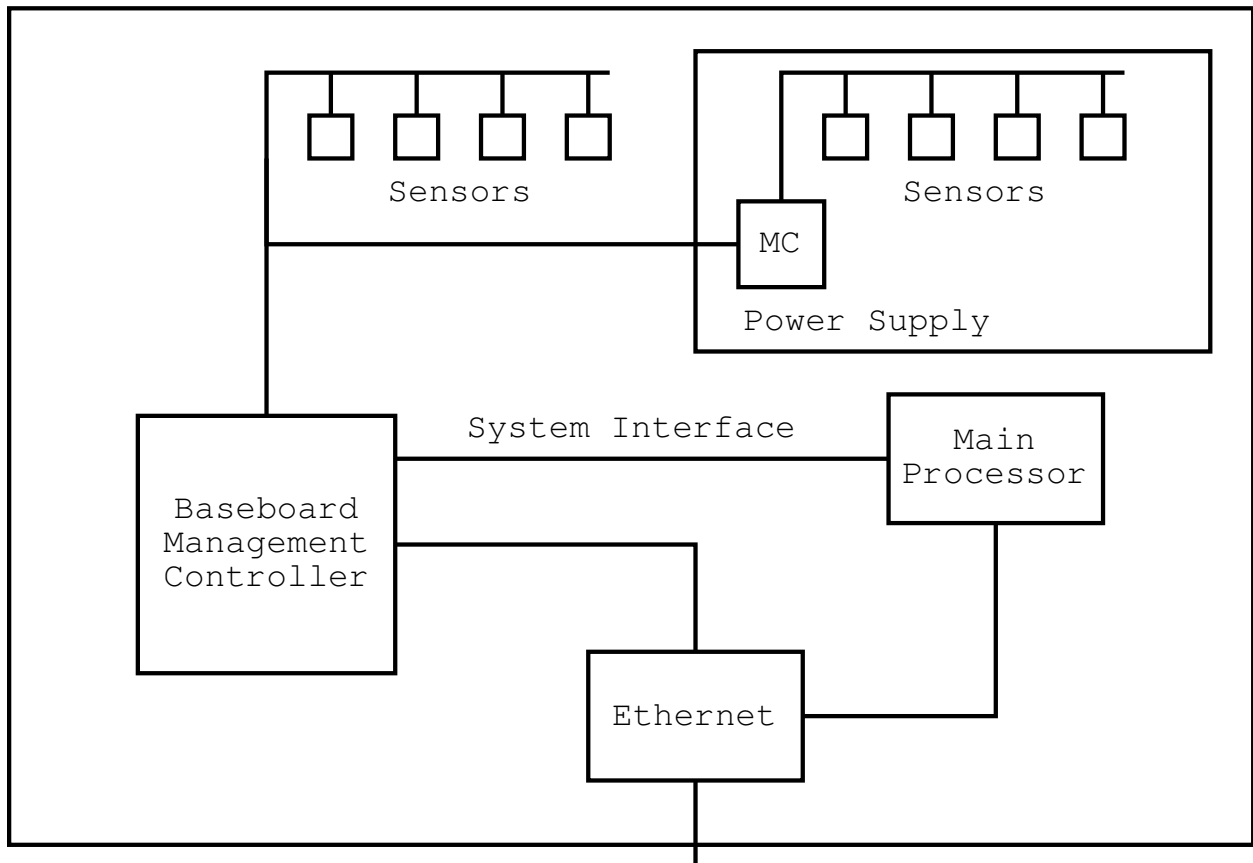 Sensors
Sensors
MC
Power Supply
System Interface
Main
Processor
Baseboard
Management
Controller
Ethernet